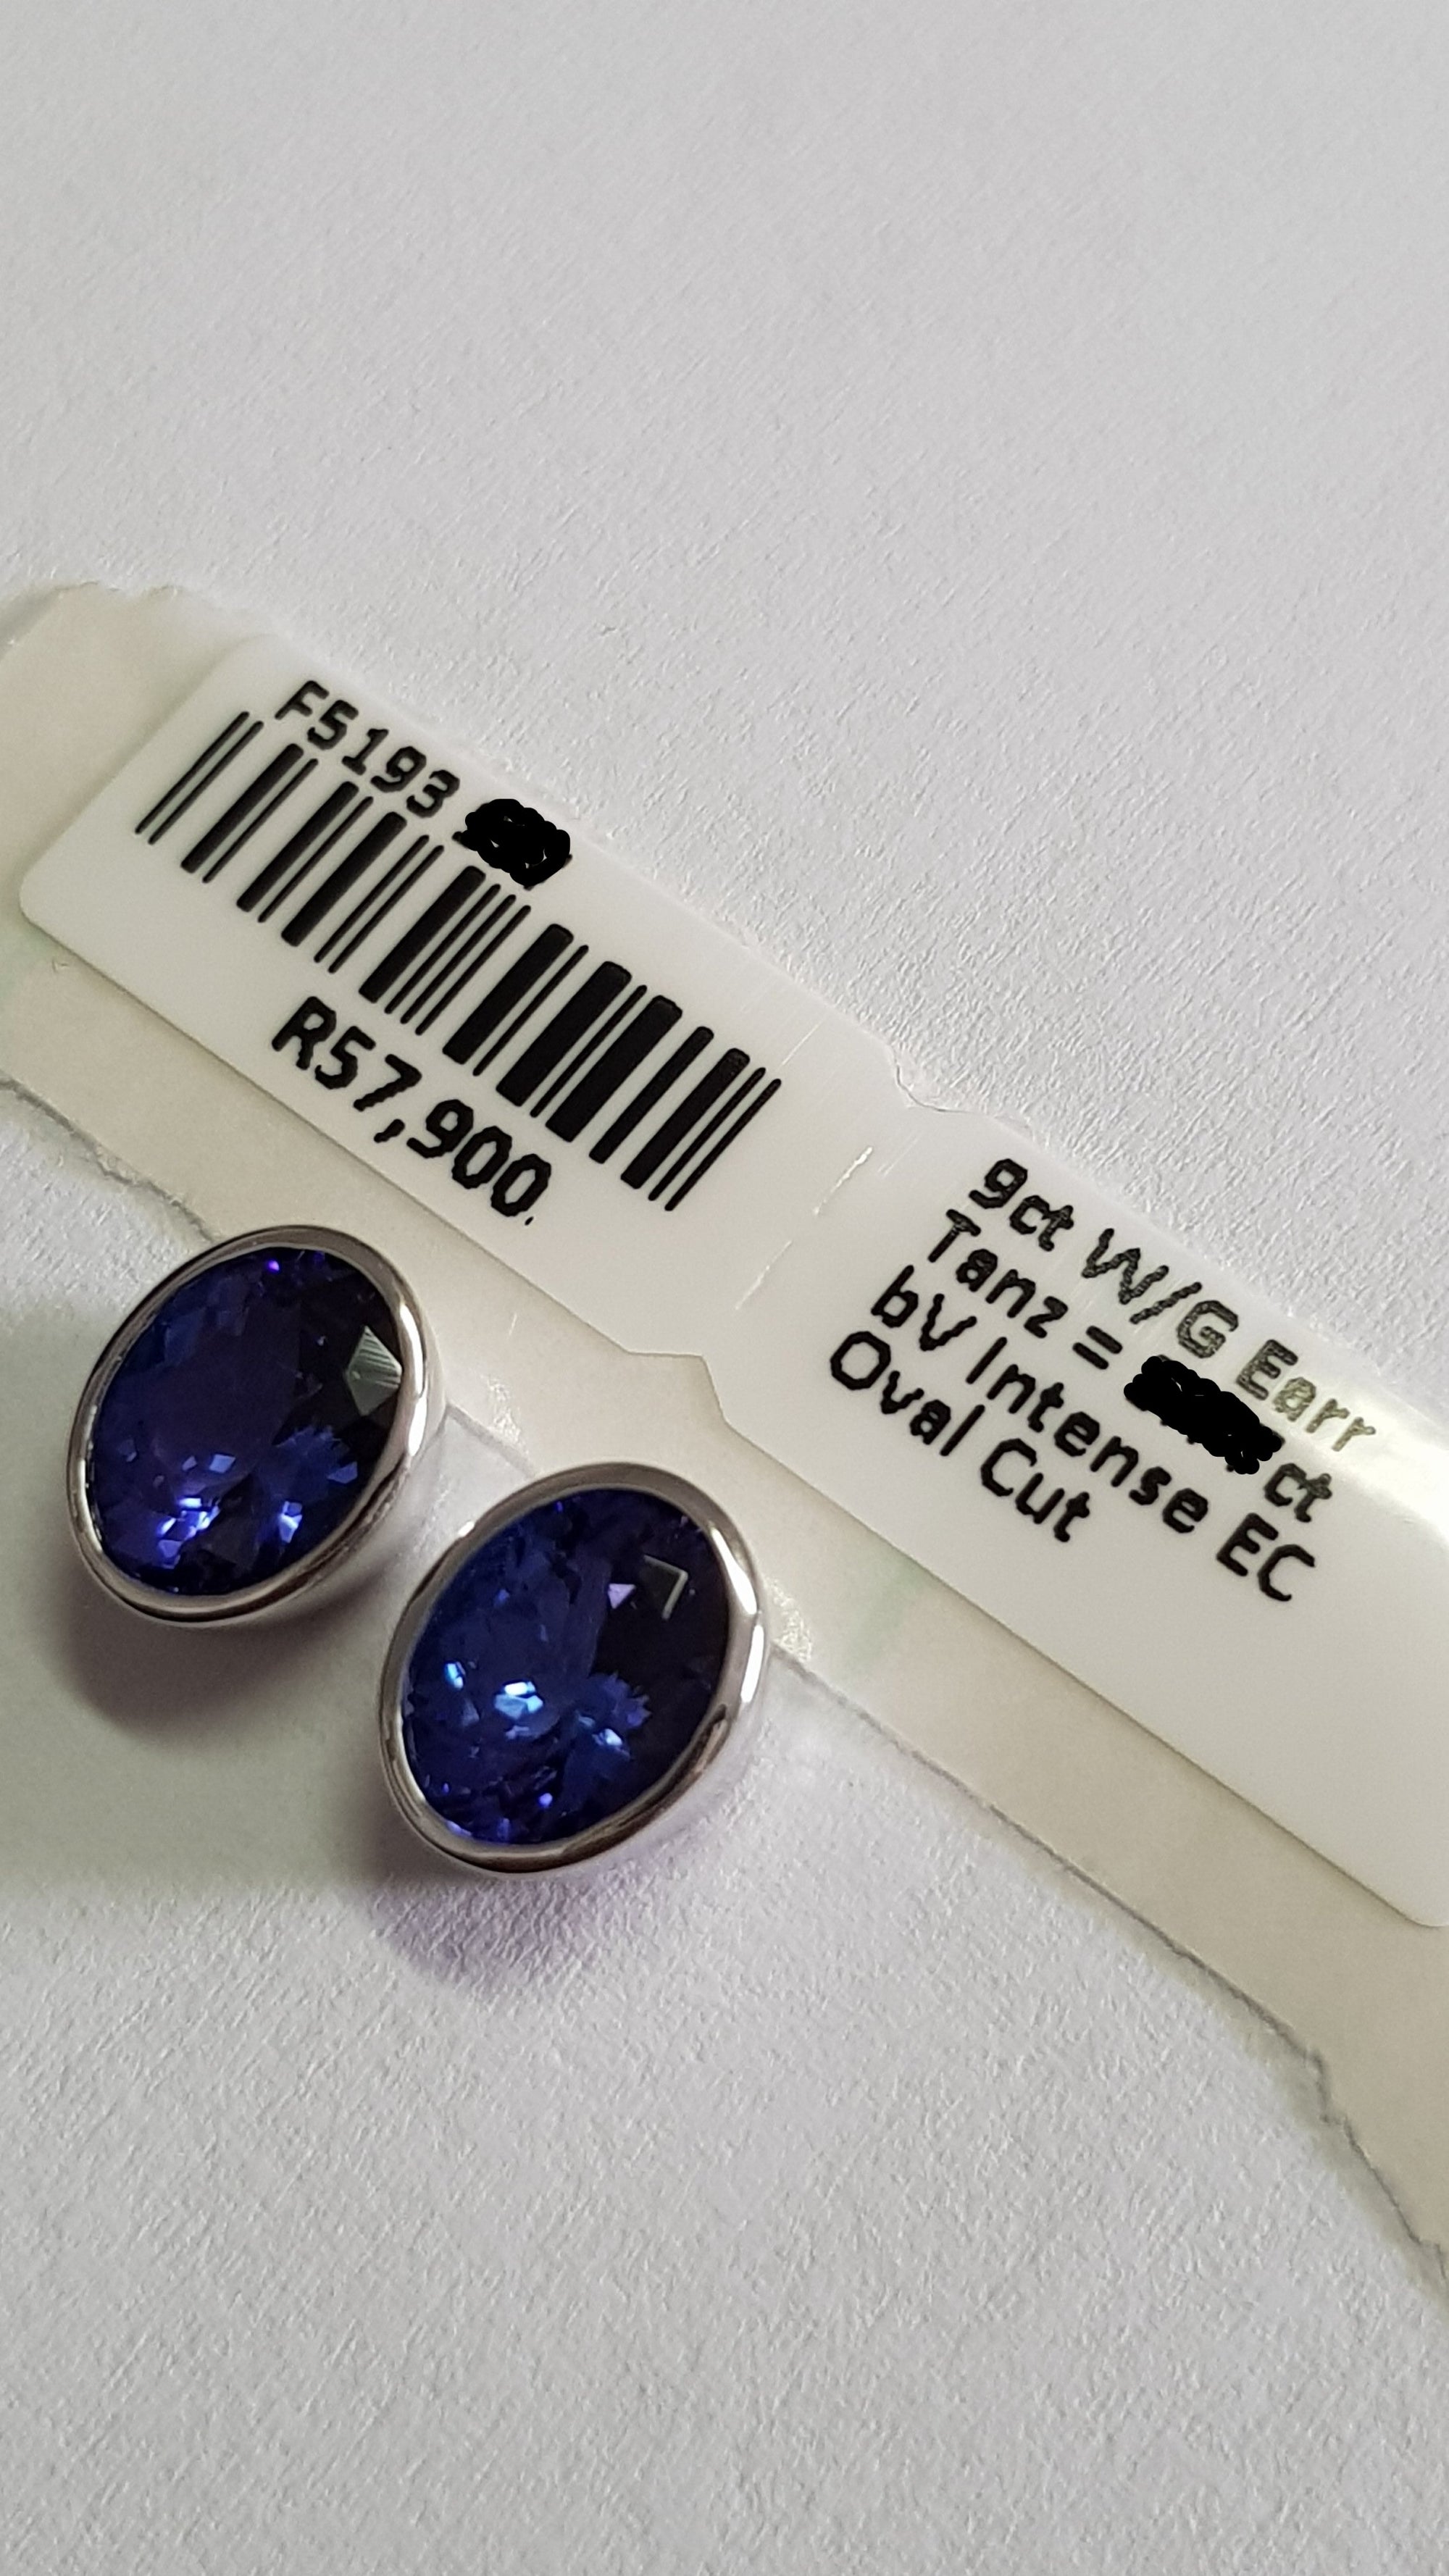 F5193
R57,900.
9ct W/G Earr
Tanz = ct
bV Intense EC
Oval Cut